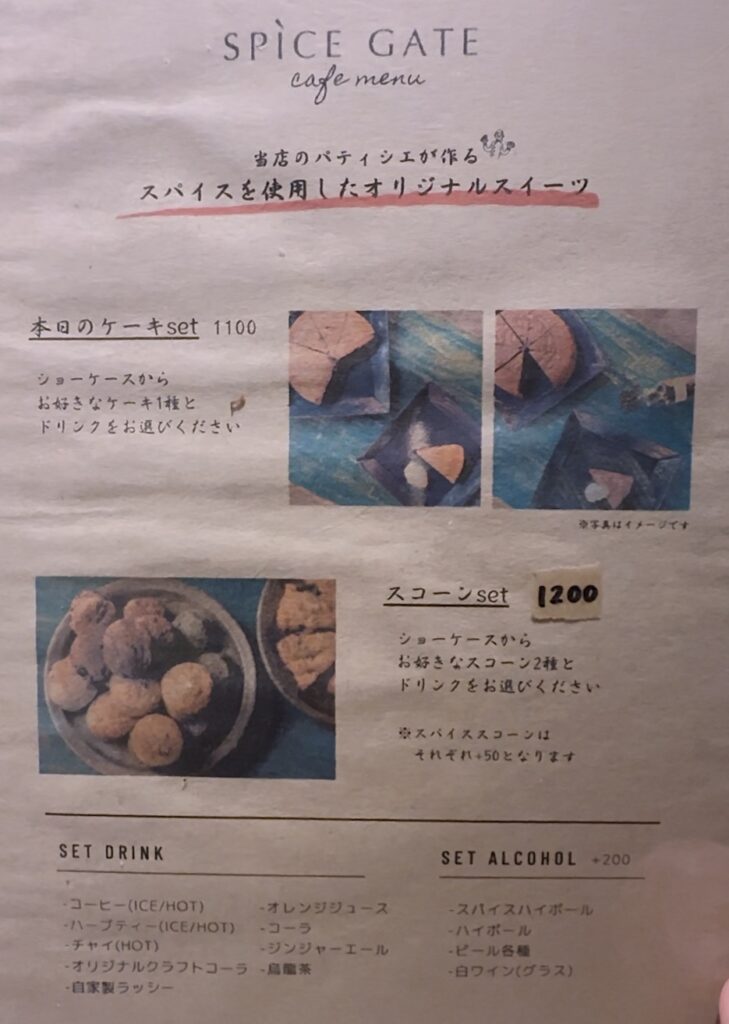 SPICE GATE
cafe menu
当店のパティシエが作る
スパイスを使用したオリジナルスイーツ
本日のケーキset 1100
ショーケースから
お好きなケーキ1種と
ドリンクをお選びください
※写真はイメージです
スコーンset 1200
ショーケースから
お好きなスコーン2種と
ドリンクをお選びください
※スパイススコーンは
それぞれ+50となります
SET DRINK
-コーヒー(ICE/HOT)
-ハーブティー(ICE/HOT)
-チャイ(HOT)
-オリジナルクラフトコーラ
-自家製ラッシー
-オレンジジュース
-コーラ
-ジンジャーエール
-烏龍茶
SET ALCOHOL +200
-スパイスハイボール
-ハイボール
-ビール各種
-白ワイン(グラス)